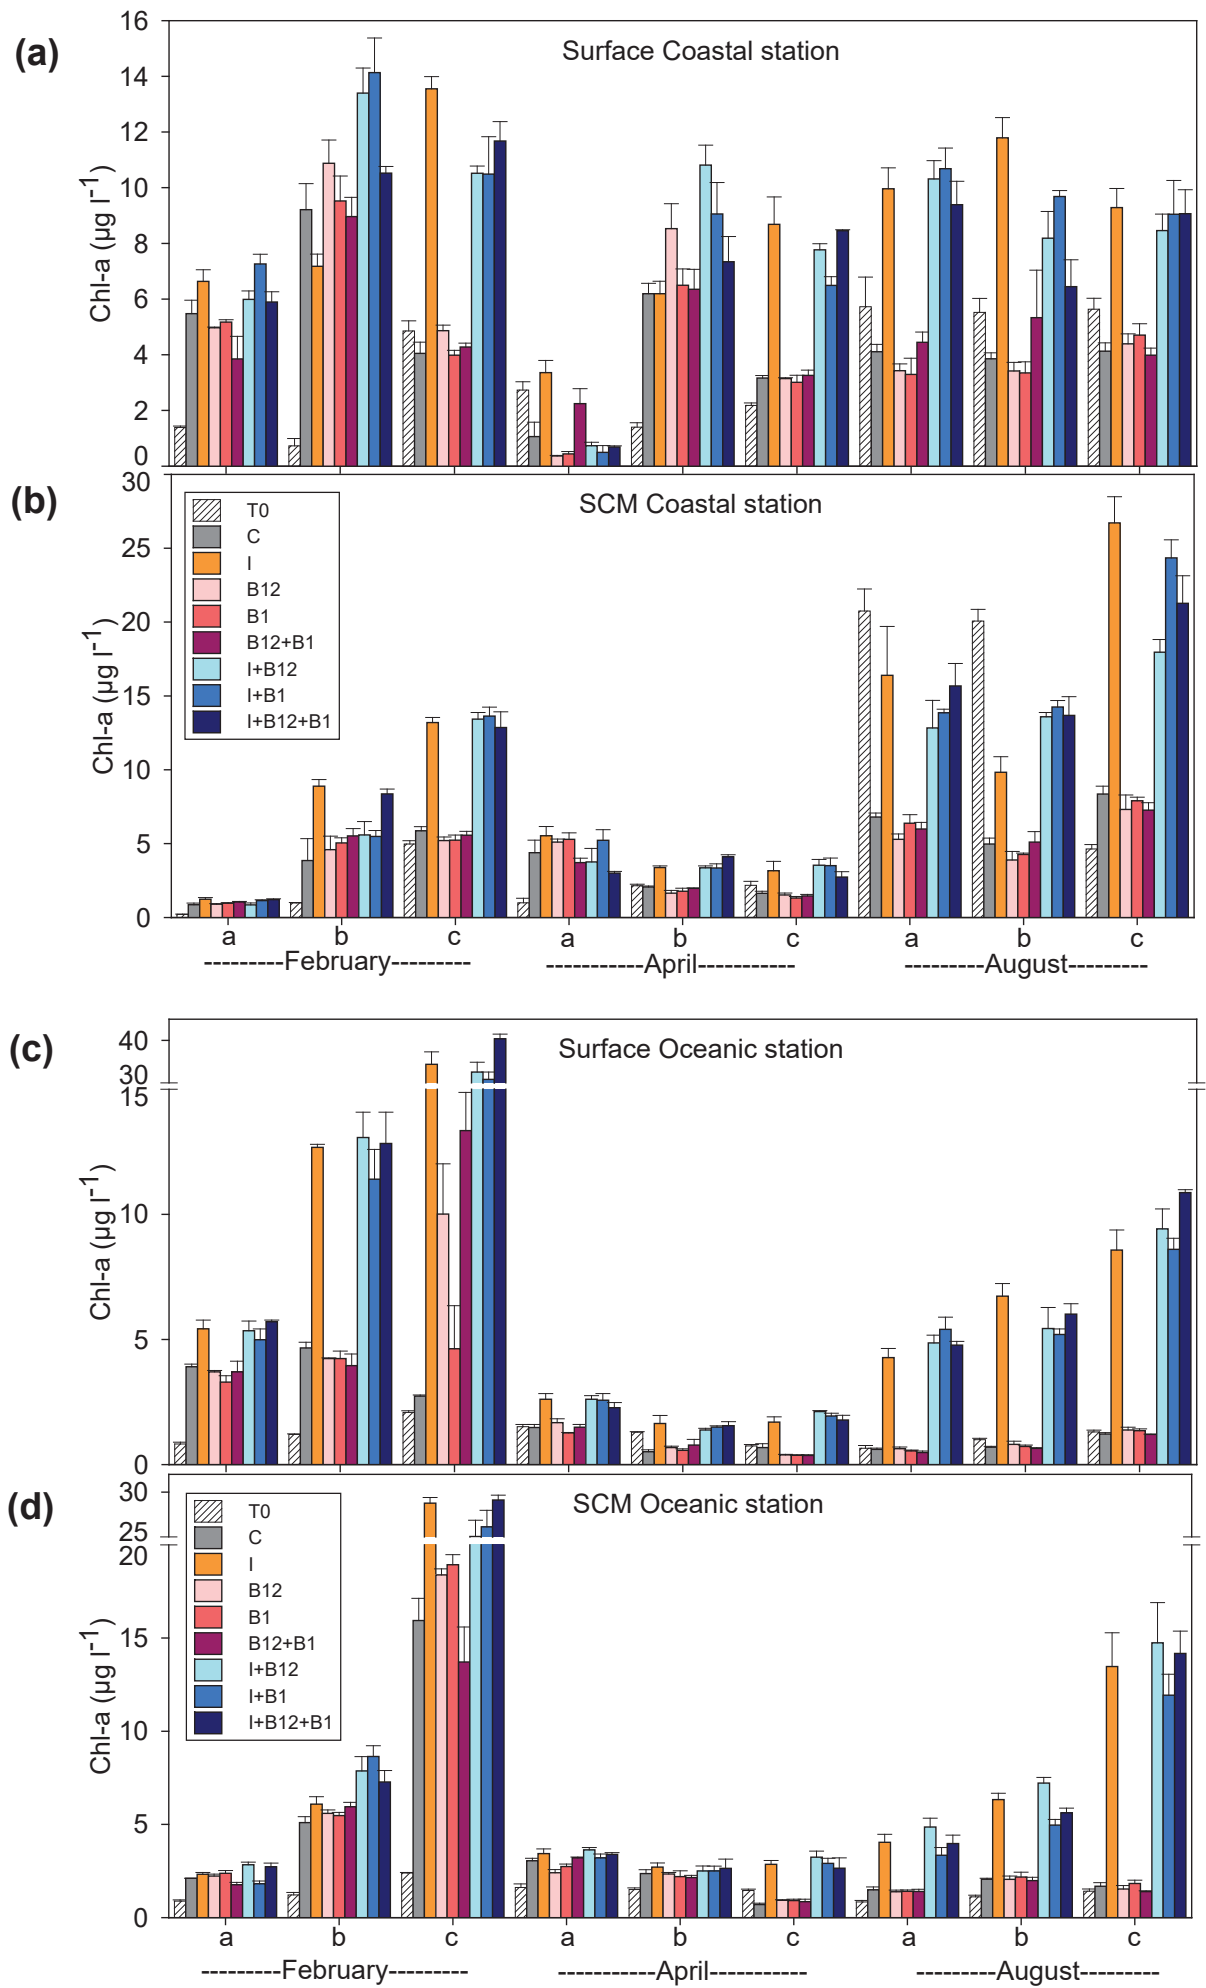 (a)
Surface Coastal station
Chl-a (µg l⁻¹)
16
14
12
10
8
6
4
2
0
(b)
SCM Coastal station
Chl-a (µg l⁻¹)
30
25
20
15
10
5
0
T0
C
I
B12
B1
B12+B1
I+B12
I+B1
I+B12+B1
a b c a b c a b c
---------February--------- -----------April----------- ---------August---------
(c)
Surface Oceanic station
Chl-a (µg l⁻¹)
40
30
15
10
5
0
(d)
SCM Oceanic station
Chl-a (µg l⁻¹)
30
25
20
15
10
5
0
T0
C
I
B12
B1
B12+B1
I+B12
I+B1
I+B12+B1
a b c a b c a b c
---------February--------- -----------April----------- ---------August---------